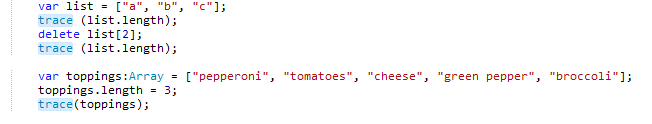 var list = ["a", "b", "c"];
trace (list.length);
delete list[2];
trace (list.length);
var toppings:Array = ["pepperoni", "tomatoes", "cheese", "green pepper", "broccoli"];
toppings.length = 3;
trace(toppings);